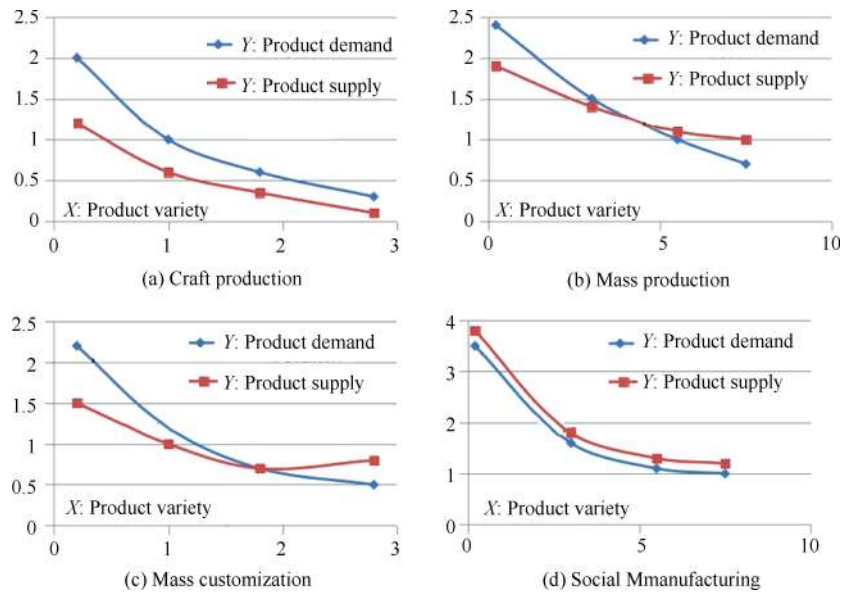 2.5
2
1.5
1
0.5
0
Y: Product demand
Y: Product supply
X: Product variety
1
2
3
(a) Craft production
2.5
2
1.5
1
0.5
0
Y: Product demand
Y: Product supply
X: Product variety
5
10
(b) Mass production
2.5
2
1.5
1
0.5
0
Y: Product demand
Y: Product supply
X: Product variety
0
1
2
3
(c) Mass customization
4
3
2
1
0
Y: Product demand
Y: Product supply
X: Product variety
0
5
10
(d) Social Mmanufacturing